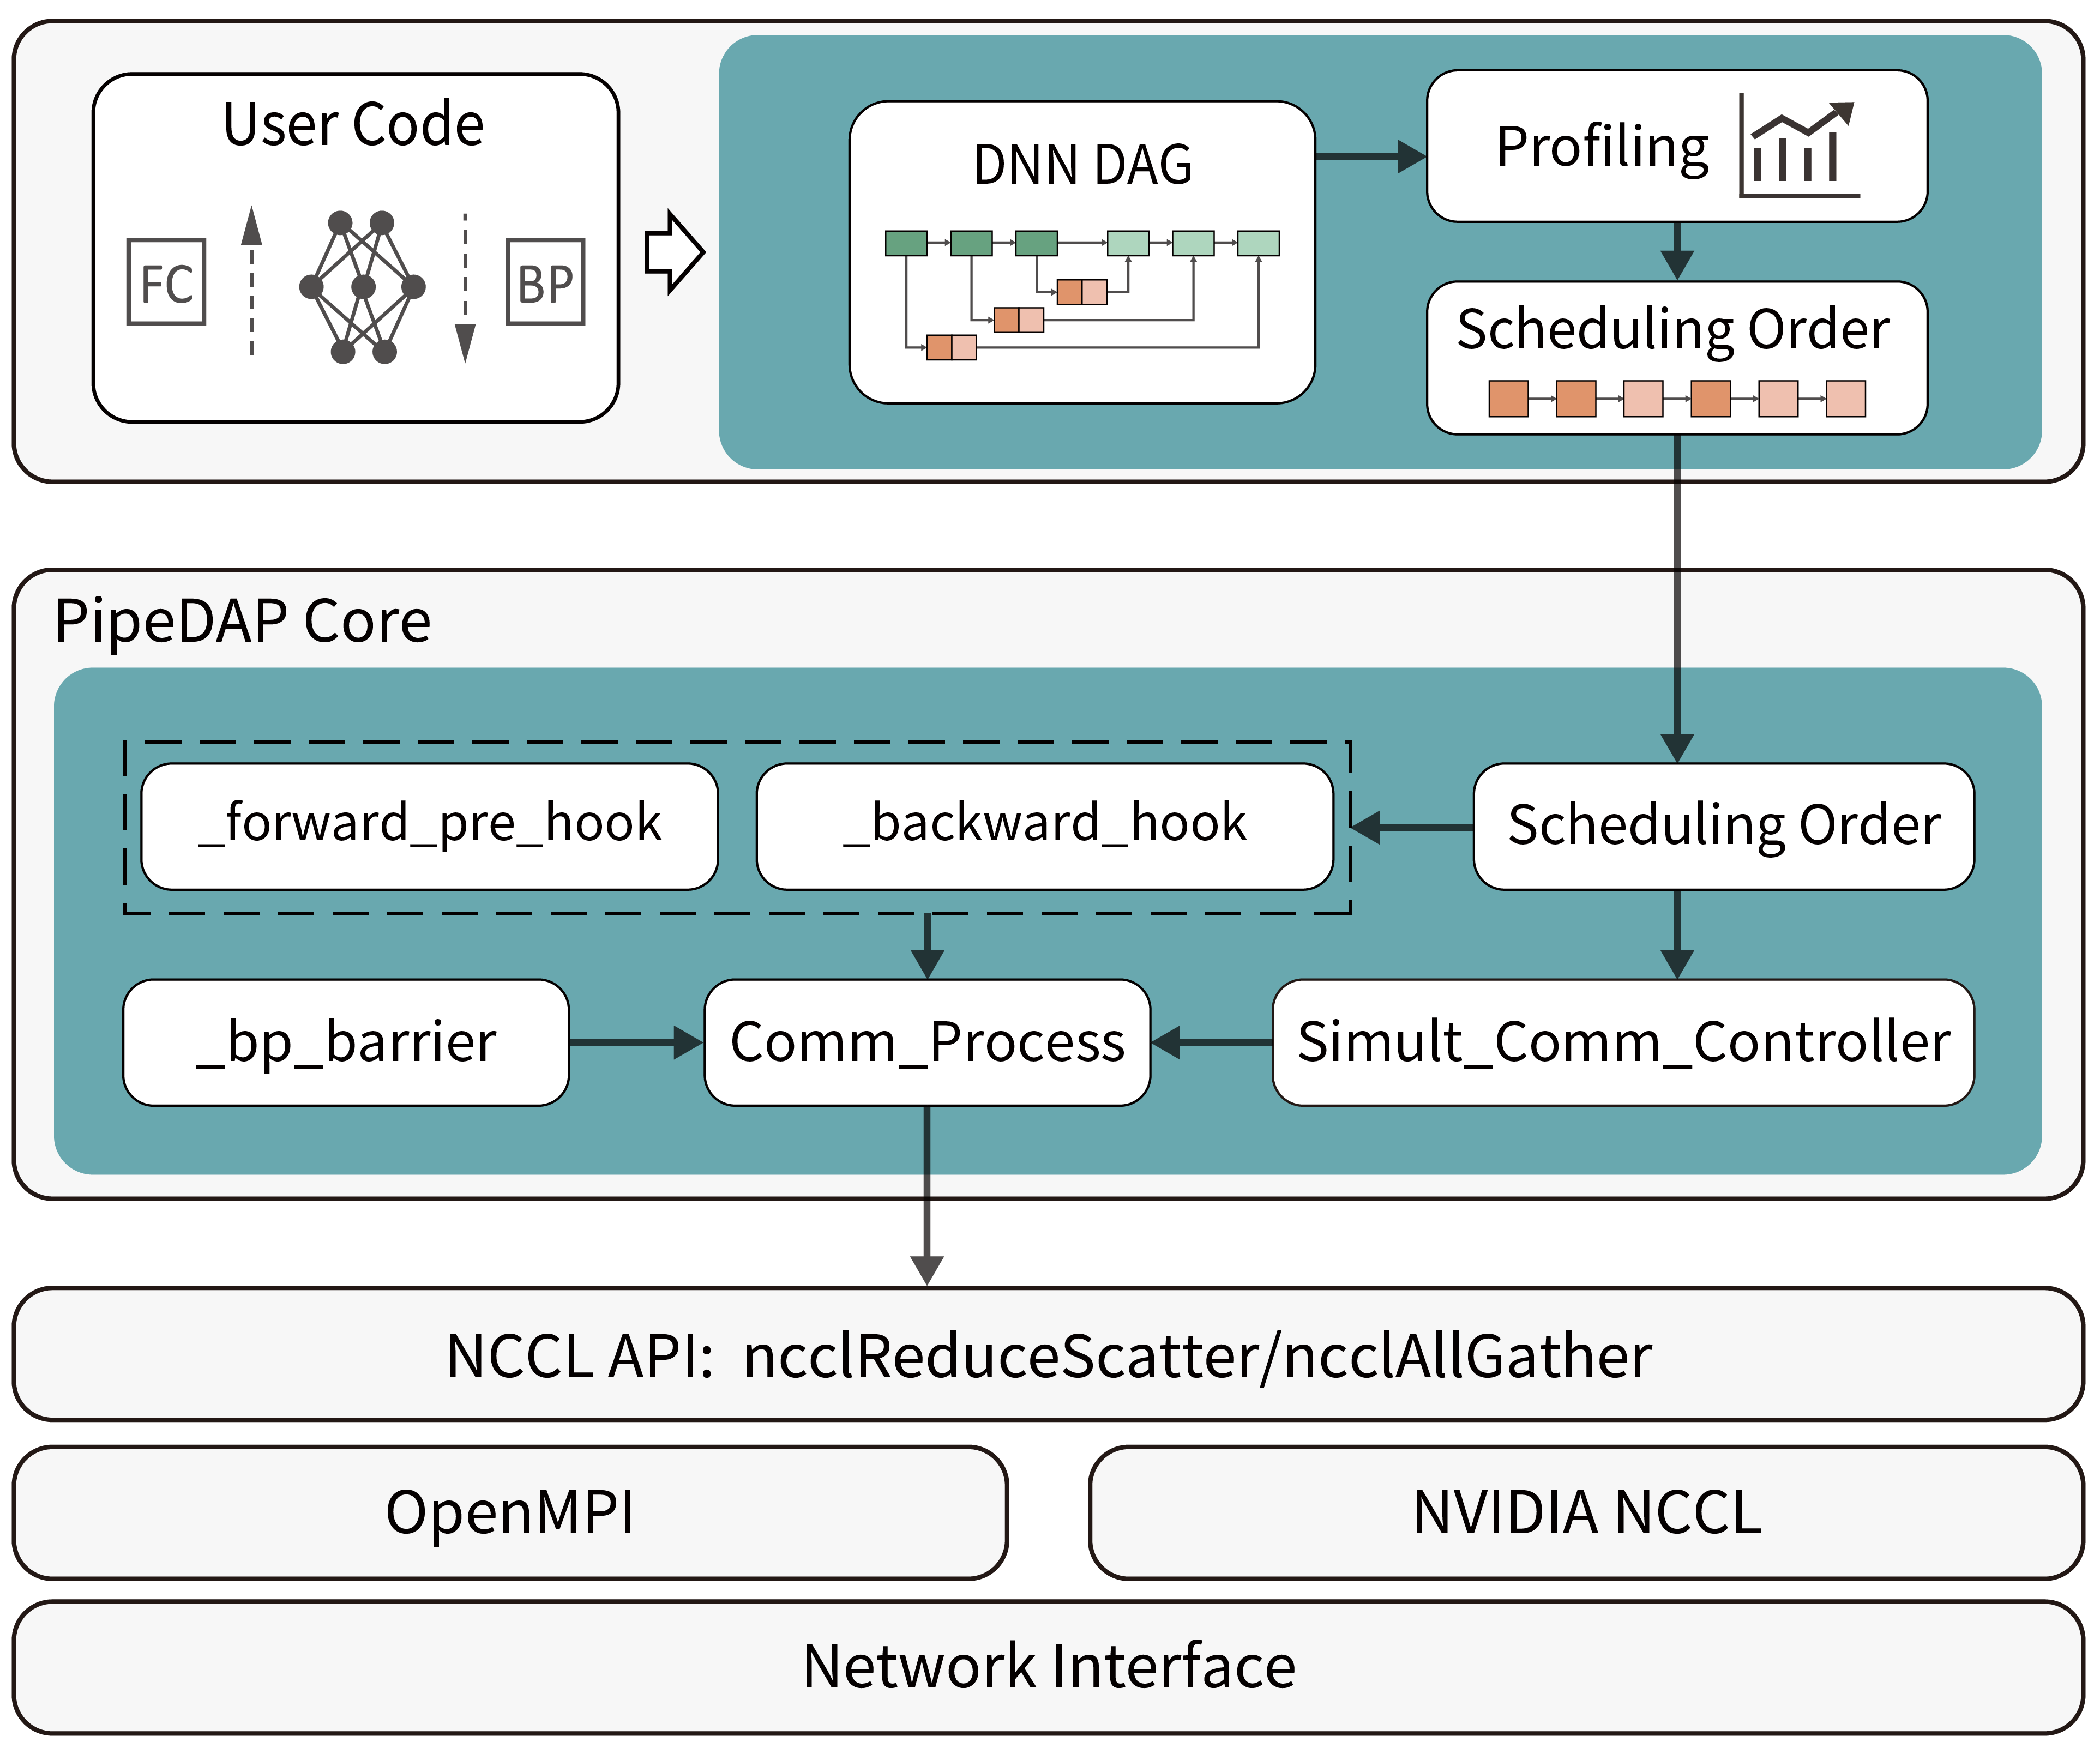 User Code
FC
BP
DNN DAG
Profiling
Scheduling Order
PipeDAP Core
_forward_pre_hook
_backward_hook
Scheduling Order
_bp_barrier
Comm_Process
Simult_Comm_Controller
NCCL API: ncclReduceScatter/ncclAllGather
OpenMPI
NVIDIA NCCL
Network Interface